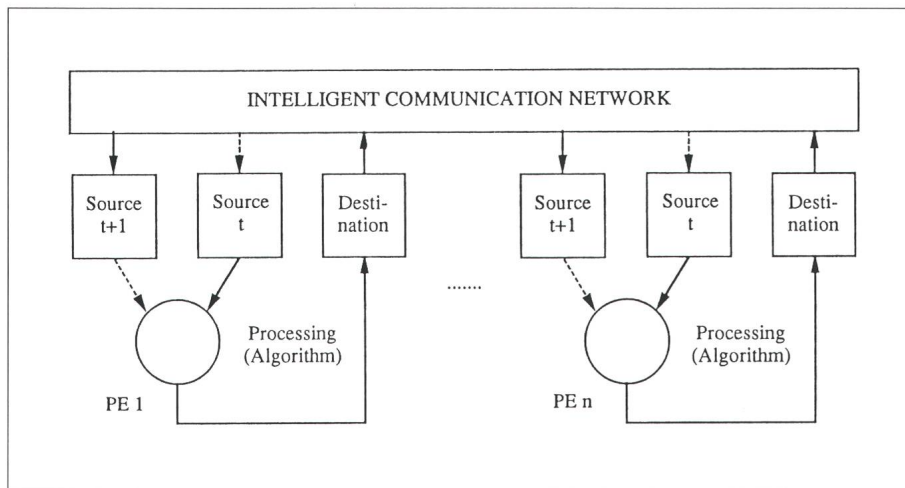 INTELLIGENT COMMUNICATION NETWORK
Source
t+1
Source
t
Desti-
nation
Source
t+1
Source
t
Desti-
nation
.......
Processing
(Algorithm)
Processing
(Algorithm)
PE 1
PE n